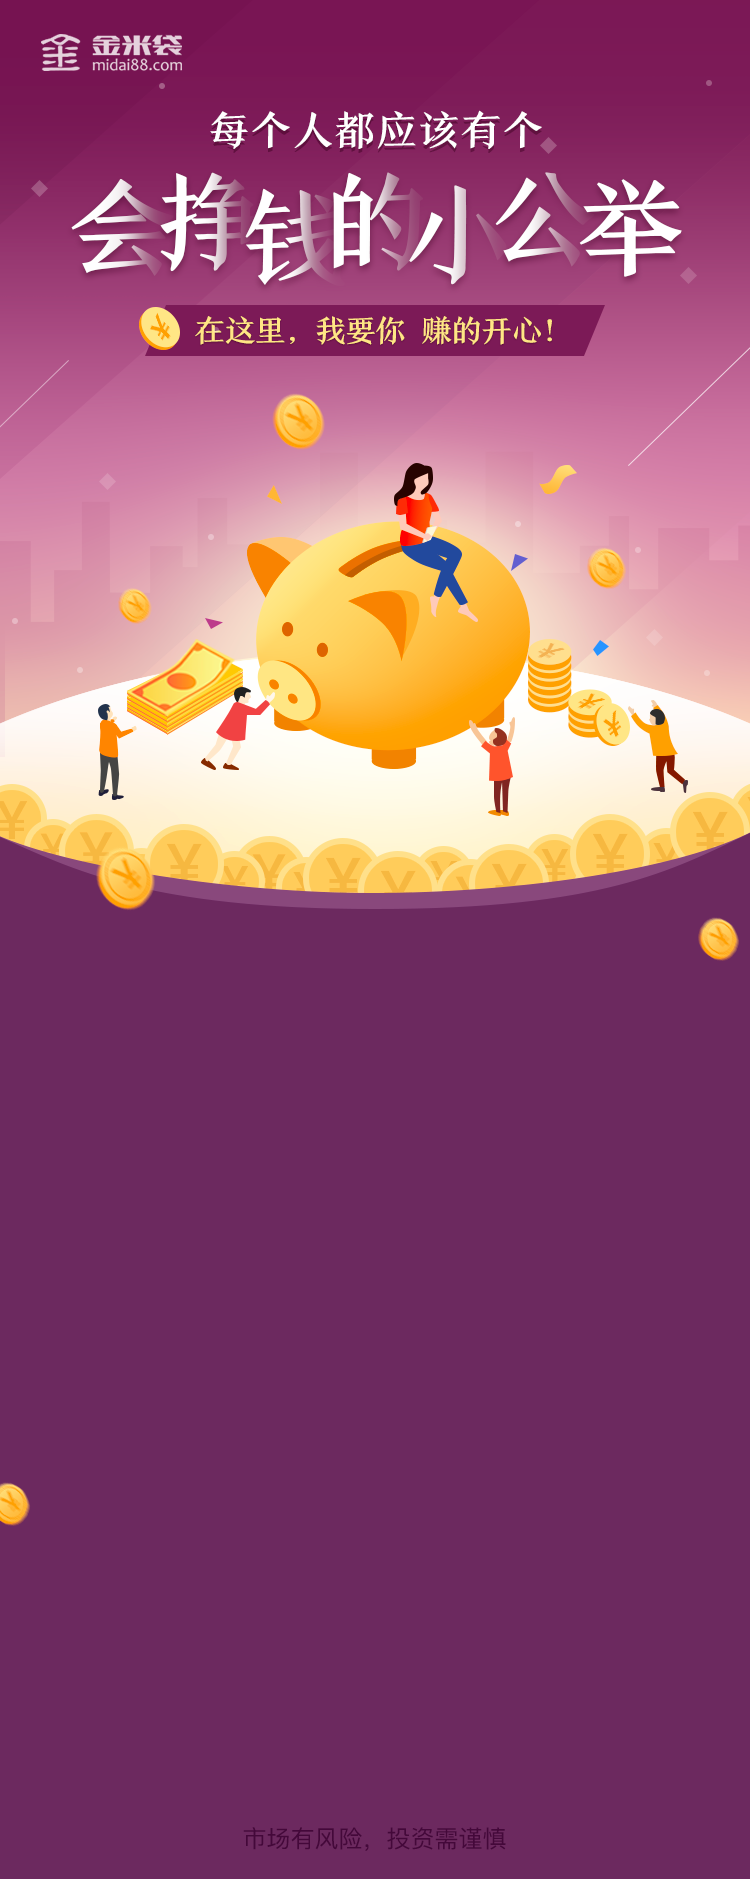 金米袋
midai88.com
每个人都应该有个
会挣钱的小公举
在这里，我要你 赚的开心！
市场有风险，投资需谨慎